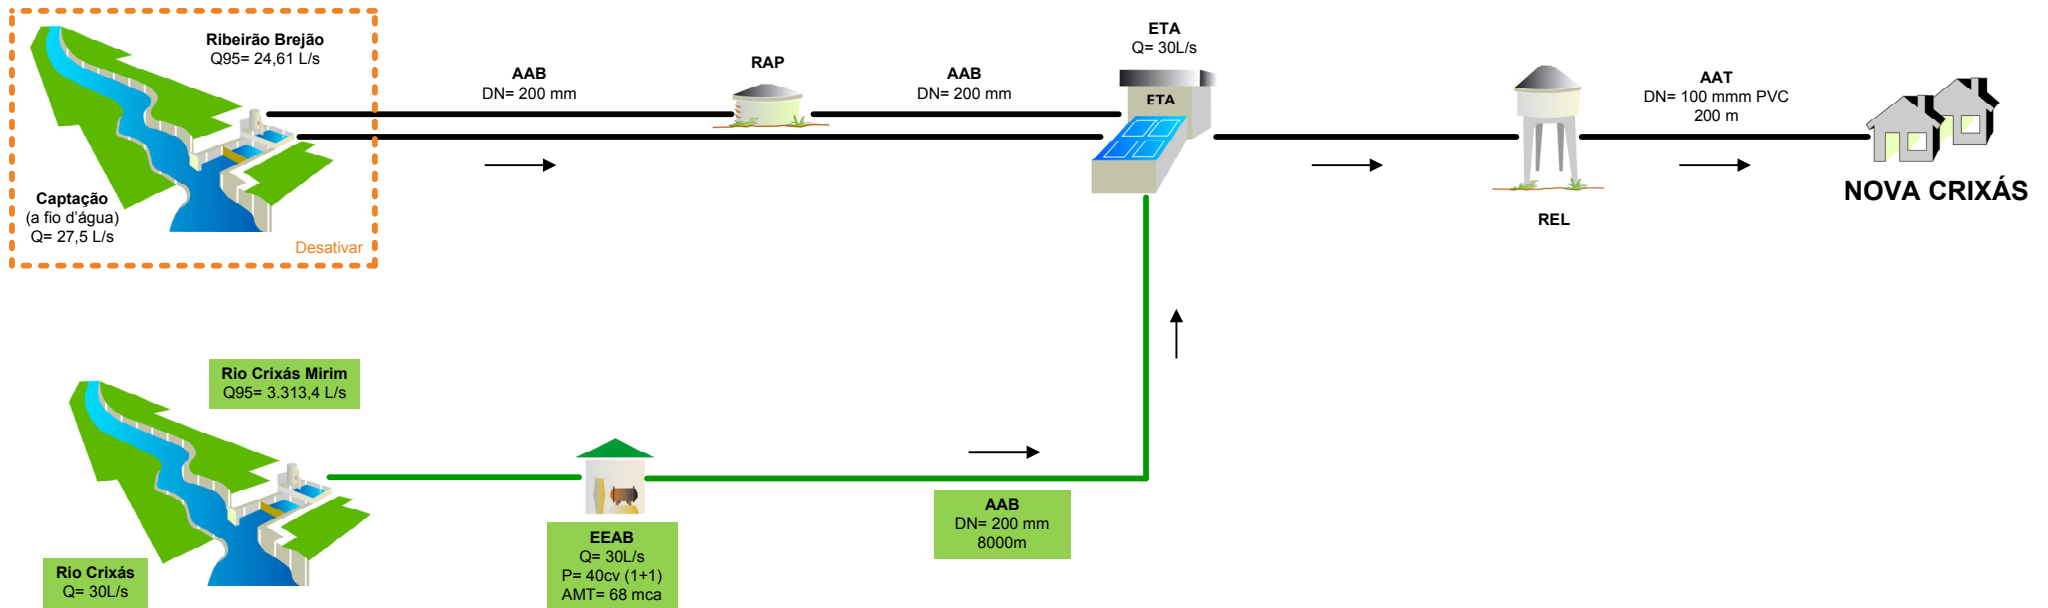 Ribeirão Brejão
Q95= 24,61 L/s
Captação
(a fio d'água)
Q= 27,5 L/s
Desativar
AAB
DN= 200 mm
RAP
AAB
DN= 200 mm
ETA
Q= 30L/s
ETA
REL
AAT
DN= 100 mmm PVC
200 m
NOVA CRIXÁS
Rio Crixás Mirim
Q95= 3.313,4 L/s
Rio Crixás
Q= 30L/s
EEAB
Q= 30L/s
P= 40cv (1+1)
AMT= 68 mca
AAB
DN= 200 mm
8000m